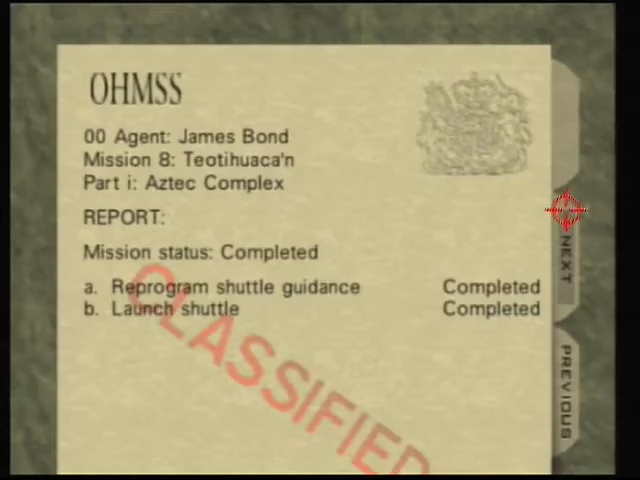 OHMSS
00 Agent: James Bond
Mission 8: Teotihuaca'n
Part i: Aztec Complex
REPORT:
Mission status: Completed
a. Reprogram shuttle guidance Completed
b. Launch shuttle Completed
CLASSIFIED
NEXT
PREVIOUS